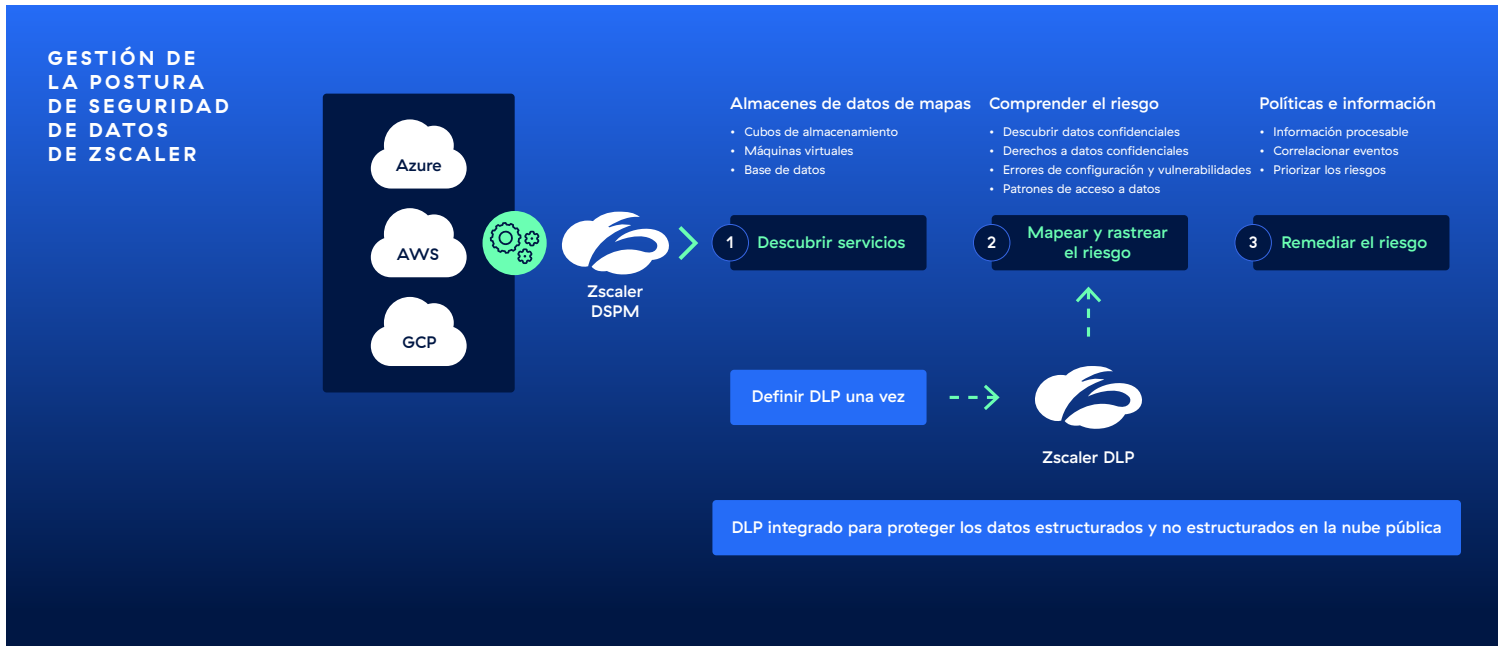 GESTIÓN DE
LA POSTURA
DE SEGURIDAD
DE DATOS
DE ZSCALER
Azure
AWS
GCP
Zscaler
DSPM
Almacenes de datos de mapas
• Cubos de almacenamiento
• Máquinas virtuales
• Base de datos
1 Descubrir servicios
Comprender el riesgo
• Descubrir datos confidenciales
• Derechos a datos confidenciales
• Errores de configuración y vulnerabilidades
• Patrones de acceso a datos
2 Mapear y rastrear
el riesgo
Políticas e información
• Información procesable
• Correlacionar eventos
• Priorizar los riesgos
3 Remediar el riesgo
Definir DLP una vez
Zscaler DLP
DLP integrado para proteger los datos estructurados y no estructurados en la nube pública